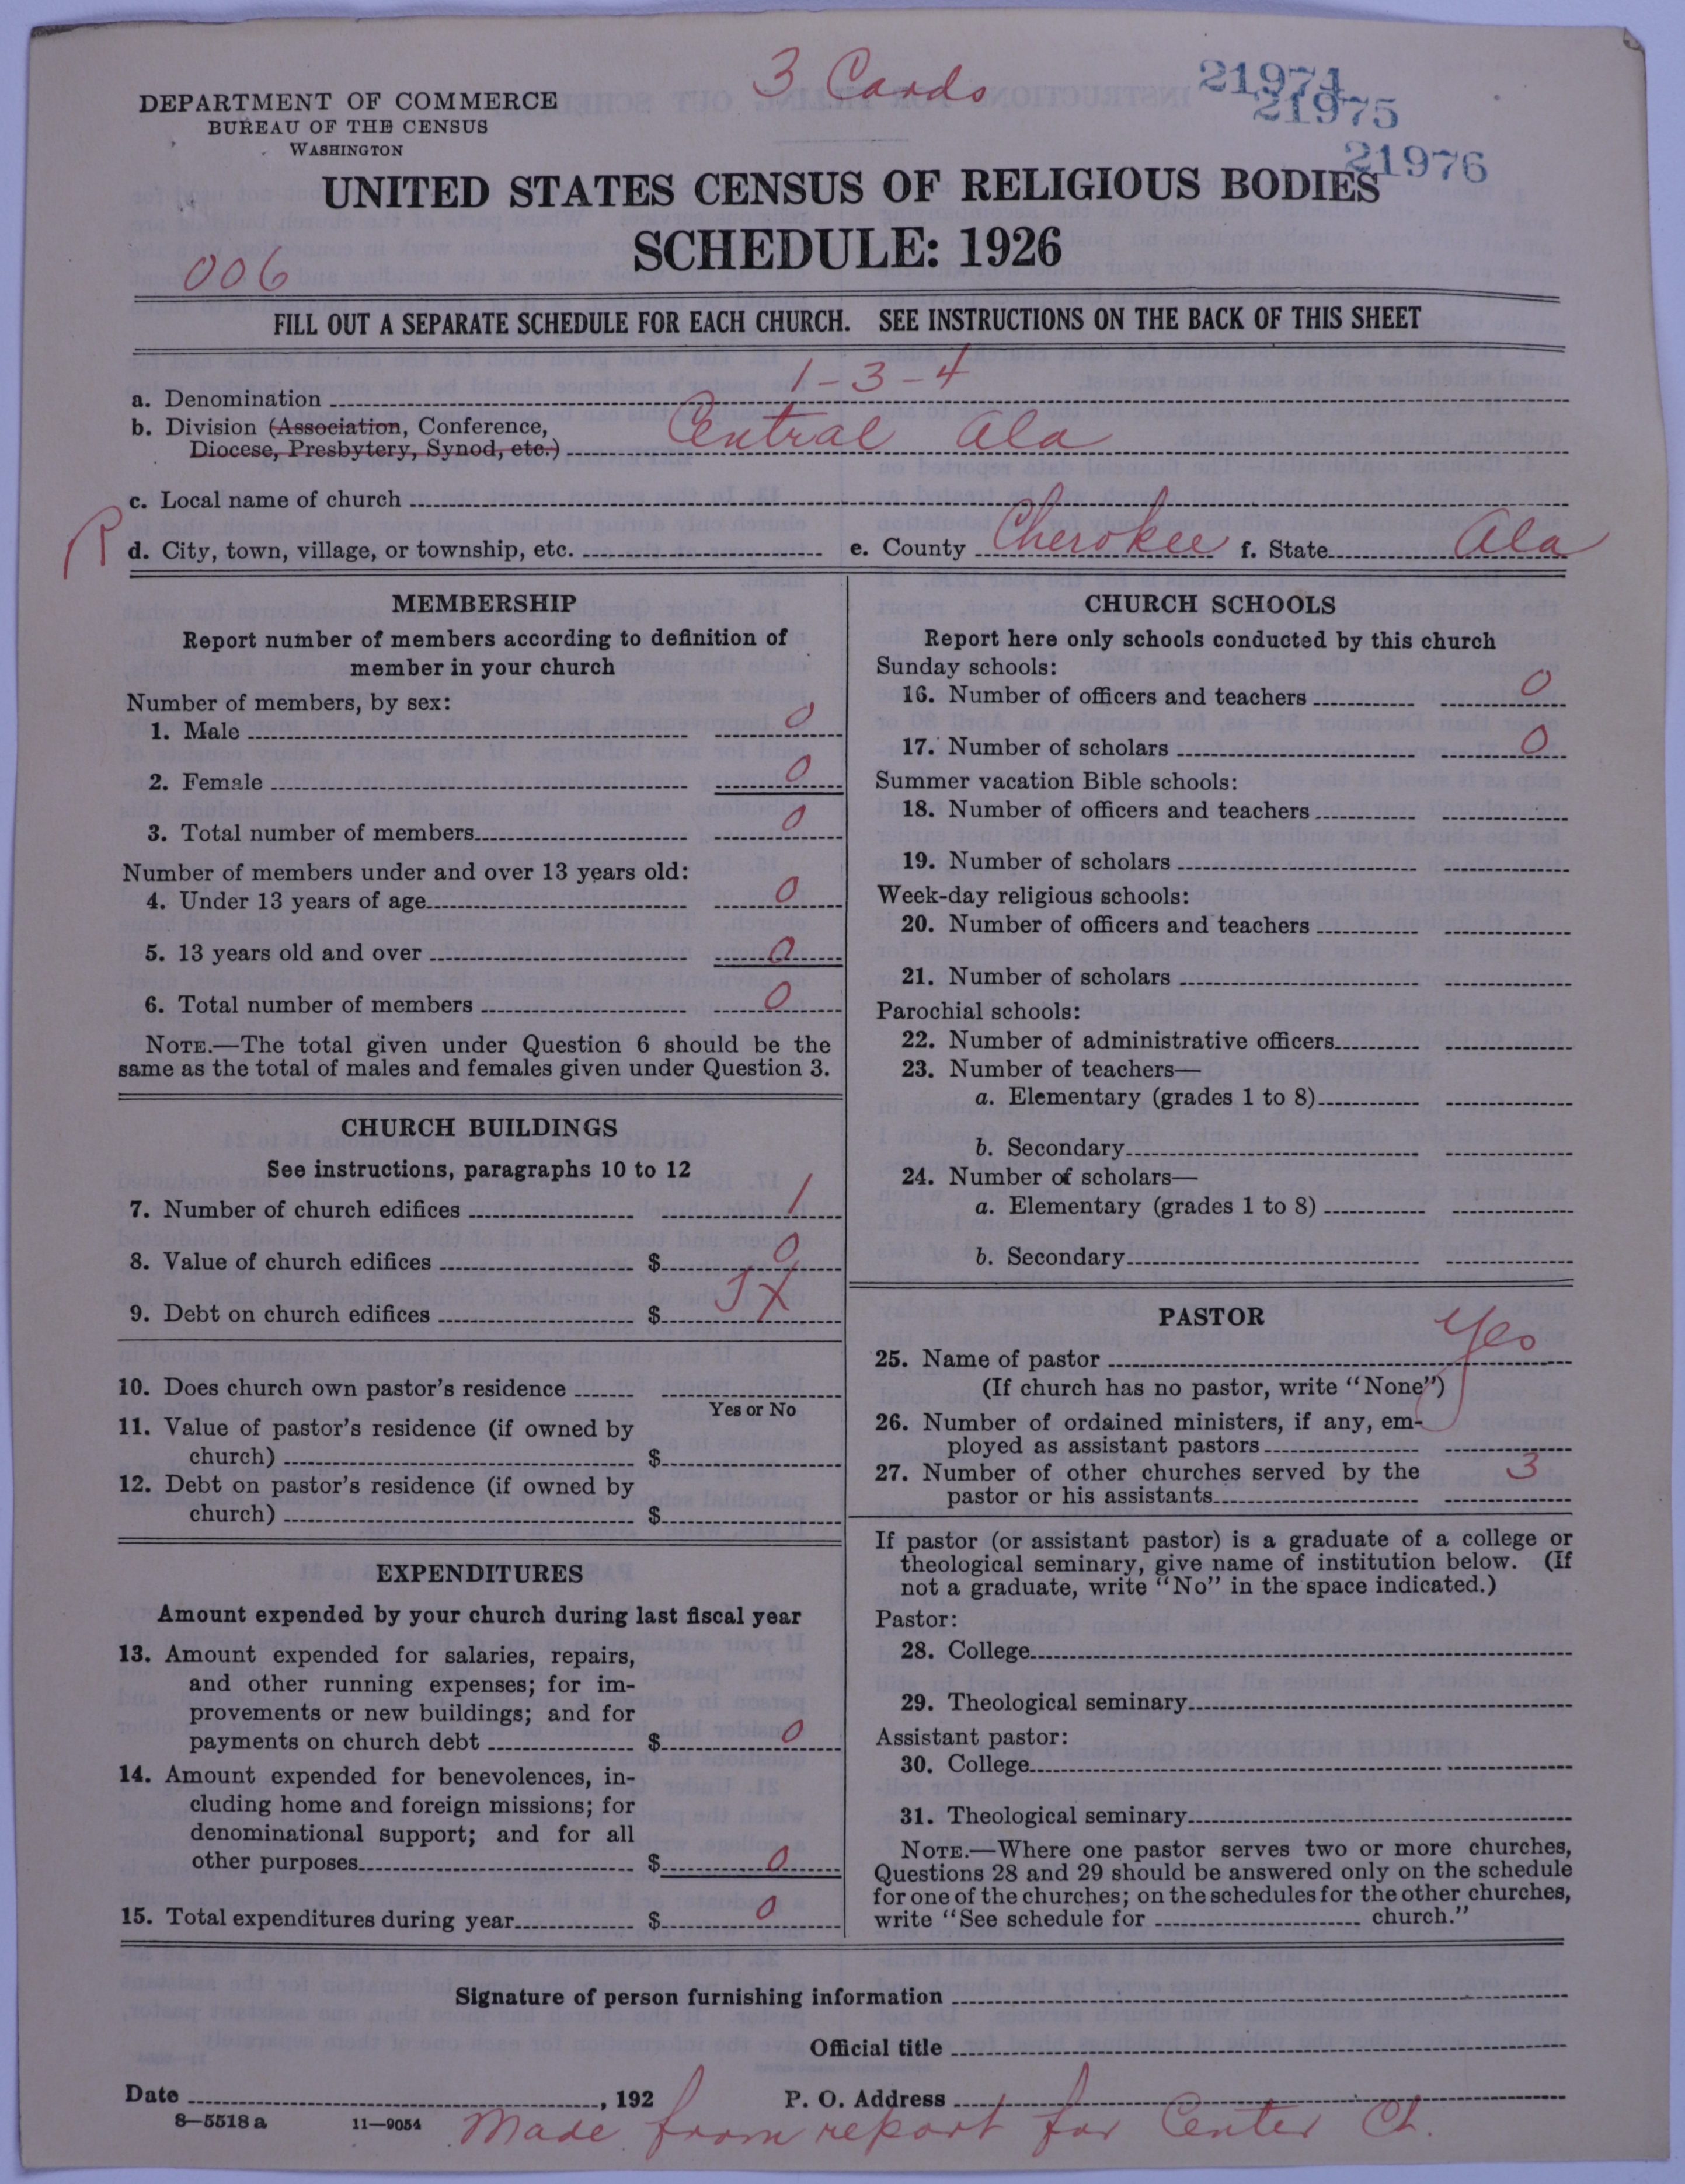 3 Cards
21974
21975
21976
DEPARTMENT OF COMMERCE
BUREAU OF THE CENSUS
WASHINGTON
UNITED STATES CENSUS OF RELIGIOUS BODIES
SCHEDULE: 1926
006
FILL OUT A SEPARATE SCHEDULE FOR EACH CHURCH. SEE INSTRUCTIONS ON THE BACK OF THIS SHEET
a. Denomination 1-3-4
b. Division (Association, Conference,
Diocese, Presbytery, Synod, etc.) Central Ala
c. Local name of church
R d. City, town, village, or township, etc. e. County Cherokee f. State Ala
MEMBERSHIP
Report number of members according to definition of
member in your church
Number of members, by sex:
1. Male 0
2. Female 0
3. Total number of members 0
Number of members under and over 13 years old:
4. Under 13 years of age 0
5. 13 years old and over 0
6. Total number of members 0
NOTE.—The total given under Question 6 should be the
same as the total of males and females given under Question 3.
CHURCH BUILDINGS
See instructions, paragraphs 10 to 12
7. Number of church edifices 1
8. Value of church edifices $ 0
9. Debt on church edifices $ X
10. Does church own pastor's residence
Yes or No
11. Value of pastor's residence (if owned by
church) $
12. Debt on pastor's residence (if owned by
church) $
EXPENDITURES
Amount expended by your church during last fiscal year
13. Amount expended for salaries, repairs,
and other running expenses; for im-
provements or new buildings; and for
payments on church debt $ 0
14. Amount expended for benevolences, in-
cluding home and foreign missions; for
denominational support; and for all
other purposes $ 0
15. Total expenditures during year $ 0
CHURCH SCHOOLS
Report here only schools conducted by this church
Sunday schools:
16. Number of officers and teachers 0
17. Number of scholars 0
Summer vacation Bible schools:
18. Number of officers and teachers
19. Number of scholars
Week-day religious schools:
20. Number of officers and teachers
21. Number of scholars
Parochial schools:
22. Number of administrative officers
23. Number of teachers—
a. Elementary (grades 1 to 8)
b. Secondary
24. Number of scholars—
a. Elementary (grades 1 to 8)
b. Secondary
PASTOR
25. Name of pastor Yes
(If church has no pastor, write "None")
26. Number of ordained ministers, if any, em-
ployed as assistant pastors
27. Number of other churches served by the
pastor or his assistants 3
If pastor (or assistant pastor) is a graduate of a college or
theological seminary, give name of institution below. (If
not a graduate, write "No" in the space indicated.)
Pastor:
28. College
29. Theological seminary
Assistant pastor:
30. College
31. Theological seminary
NOTE.—Where one pastor serves two or more churches,
Questions 28 and 29 should be answered only on the schedule
for one of the churches; on the schedules for the other churches,
write "See schedule for church."
Signature of person furnishing information
Official title
Date , 192 P. O. Address
8—5518 a 11—9054
Made from report for Center Ch.